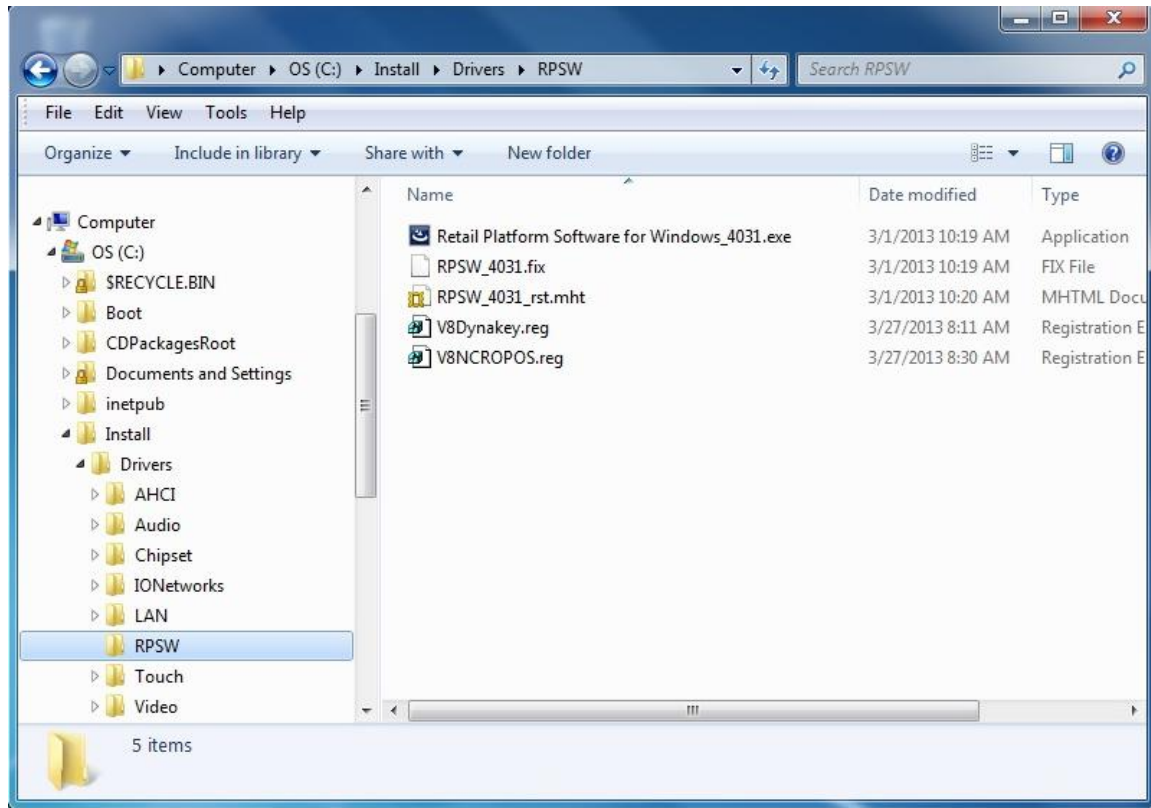 Computer ▸ OS (C:) ▸ Install ▸ Drivers ▸ RPSW Search RPSW
File Edit View Tools Help
Organize Include in library Share with New folder
Name Date modified Type
Retail Platform Software for Windows_4031.exe 3/1/2013 10:19 AM Application
RPSW_4031.fix 3/1/2013 10:19 AM FIX File
RPSW_4031_rst.mht 3/1/2013 10:20 AM MHTML Docu
V8Dynakey.reg 3/27/2013 8:11 AM Registration E
V8NCROPOS.reg 3/27/2013 8:30 AM Registration E
Computer
OS (C:)
$RECYCLE.BIN
Boot
CDPackagesRoot
Documents and Settings
inetpub
Install
Drivers
AHCI
Audio
Chipset
IONetworks
LAN
RPSW
Touch
Video
5 items